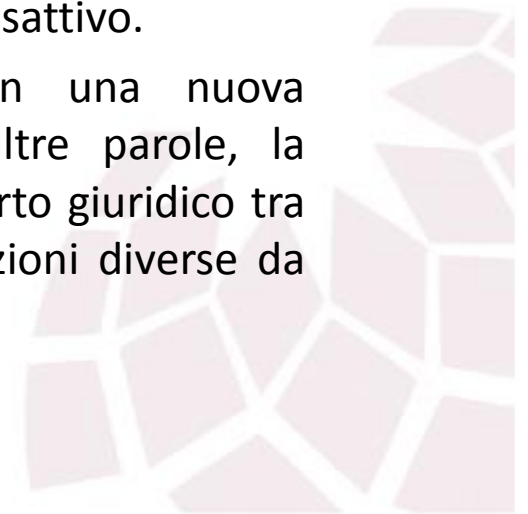 sattivo.
n una nuova
ltre parole, la
rto giuridico tra
zioni diverse da